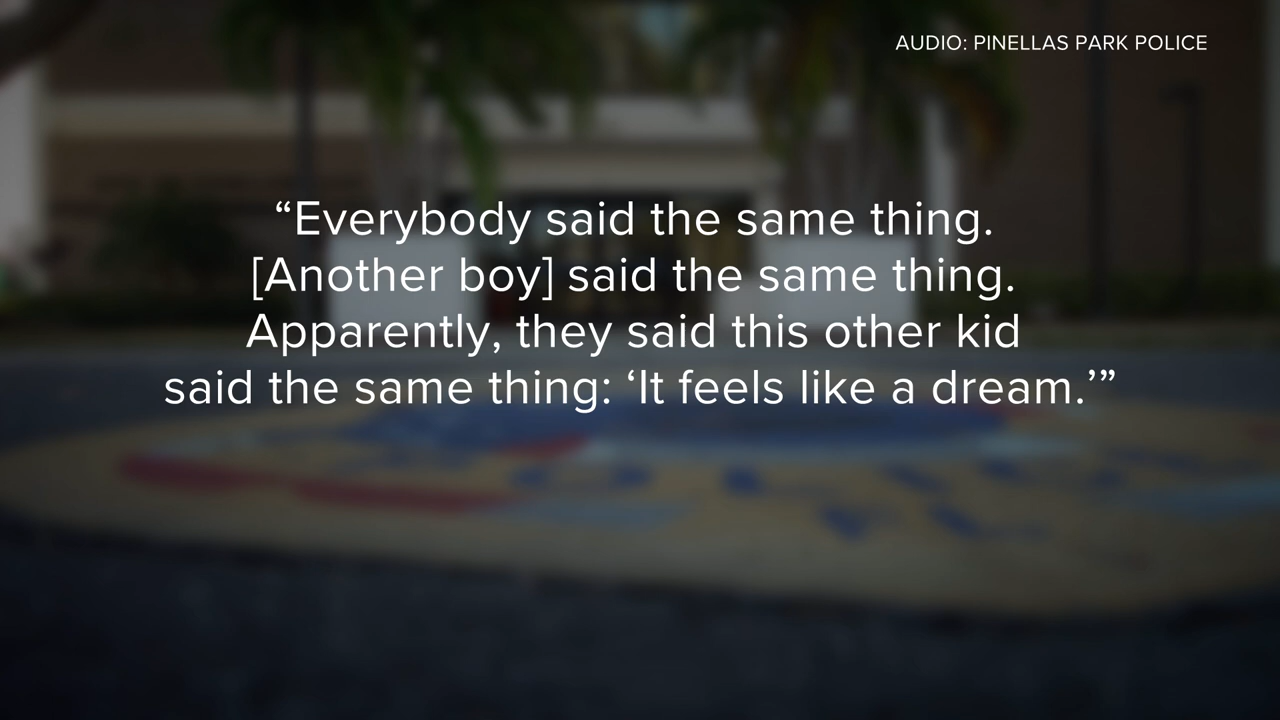 AUDIO: PINELLAS PARK POLICE
“Everybody said the same thing.
[Another boy] said the same thing.
Apparently, they said this other kid
said the same thing: ‘It feels like a dream.’”